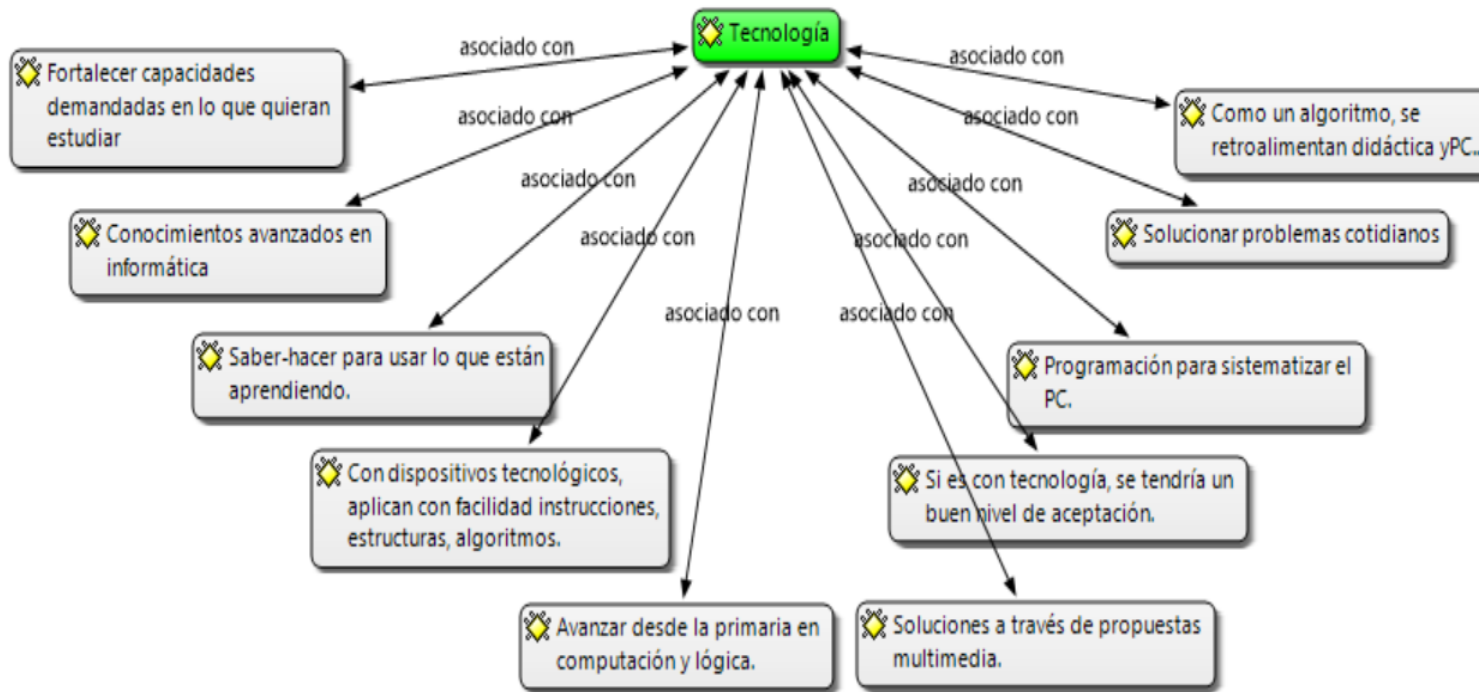 Tecnología
asociado con
asociado con
Fortalecer capacidades
demandadas en lo que quieran
estudiar
Como un algoritmo, se
retroalimentan didáctica yPC..
asociado con
asociado con
asociado con
asociado con
Conocimientos avanzados en
informática
Solucionar problemas cotidianos
asociado con
asociado con
asociado con
asociado con
Saber-hacer para usar lo que están
aprendiendo.
Programación para sistematizar el
PC.
Con dispositivos tecnológicos,
aplican con facilidad instrucciones,
estructuras, algoritmos.
Si es con tecnología, se tendría un
buen nivel de aceptación.
Avanzar desde la primaria en
computación y lógica.
Soluciones a través de propuestas
multimedia.